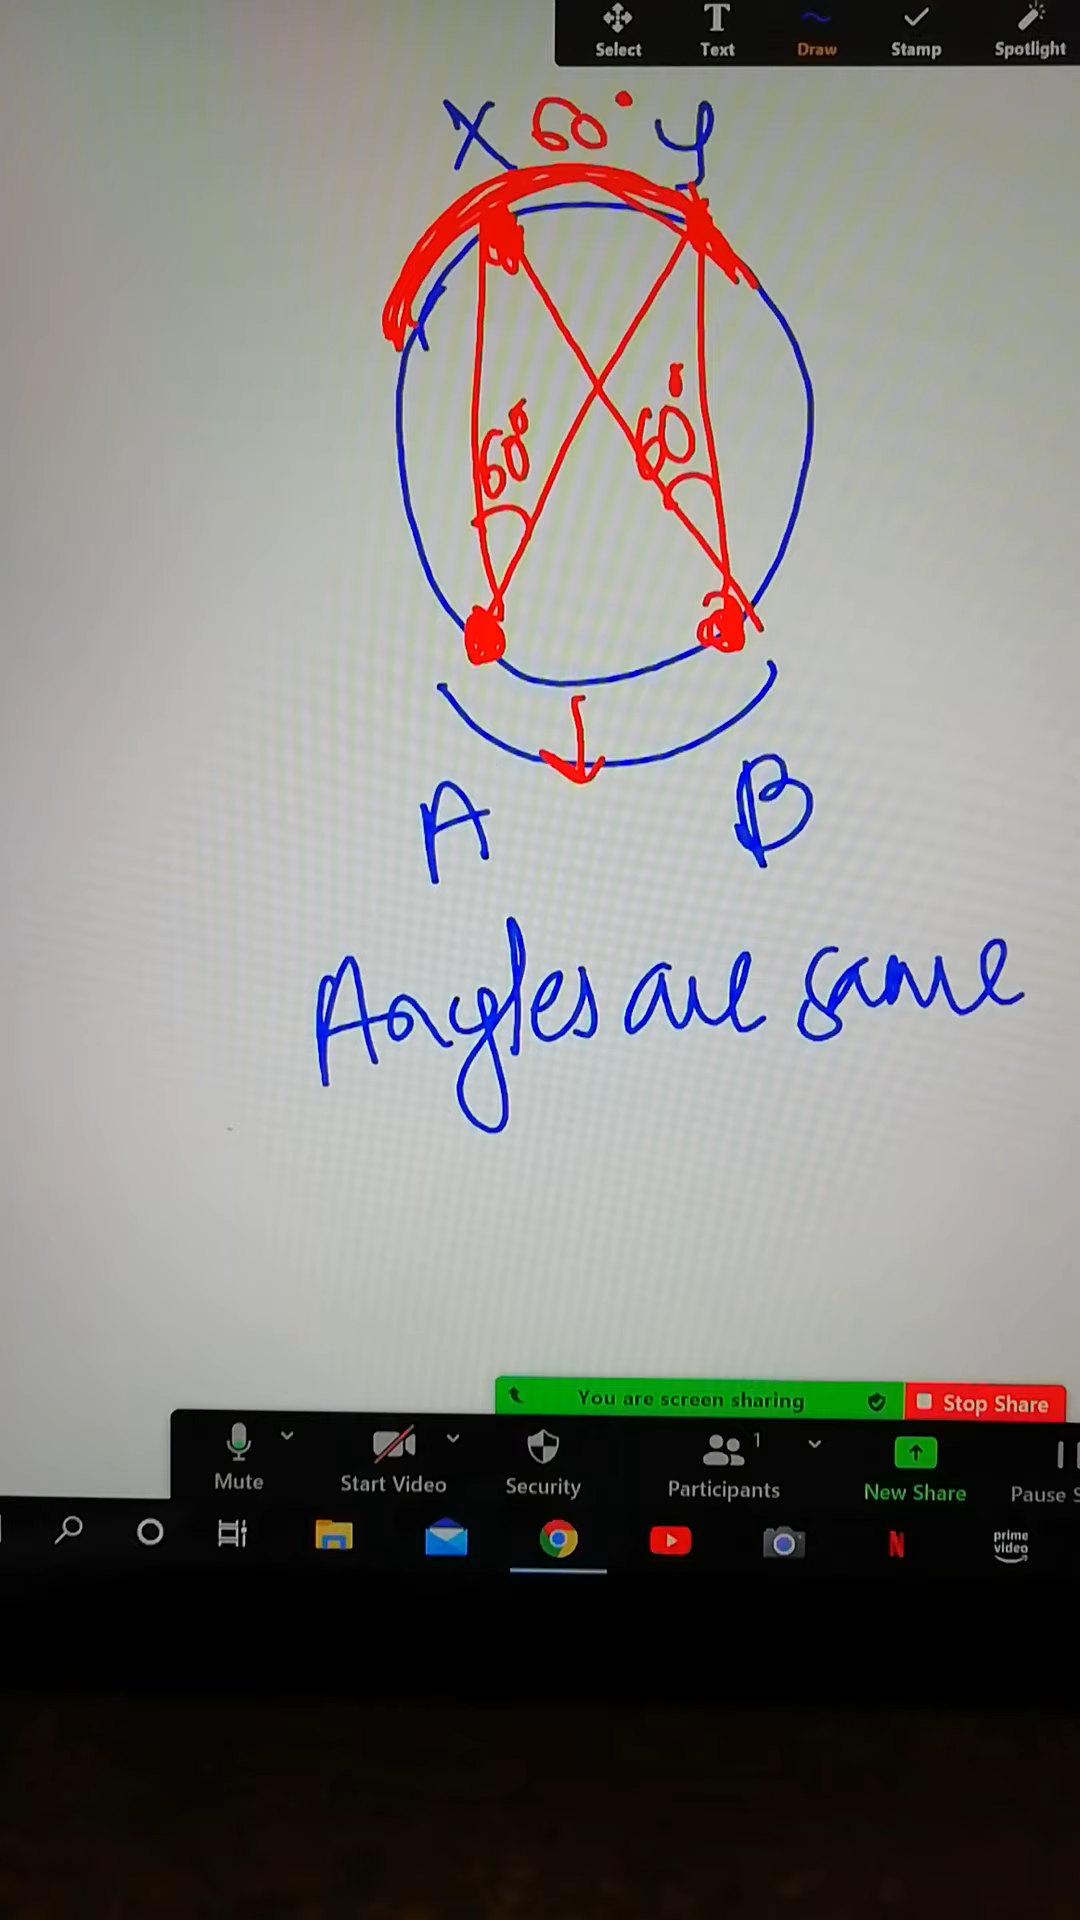 Select Text Draw Stamp Spotlight
X 60° Y
60° 60°
A B
Angles are same
You are screen sharing Stop Share
1
Mute Start Video Security Participants New Share Pause S
N prime
video